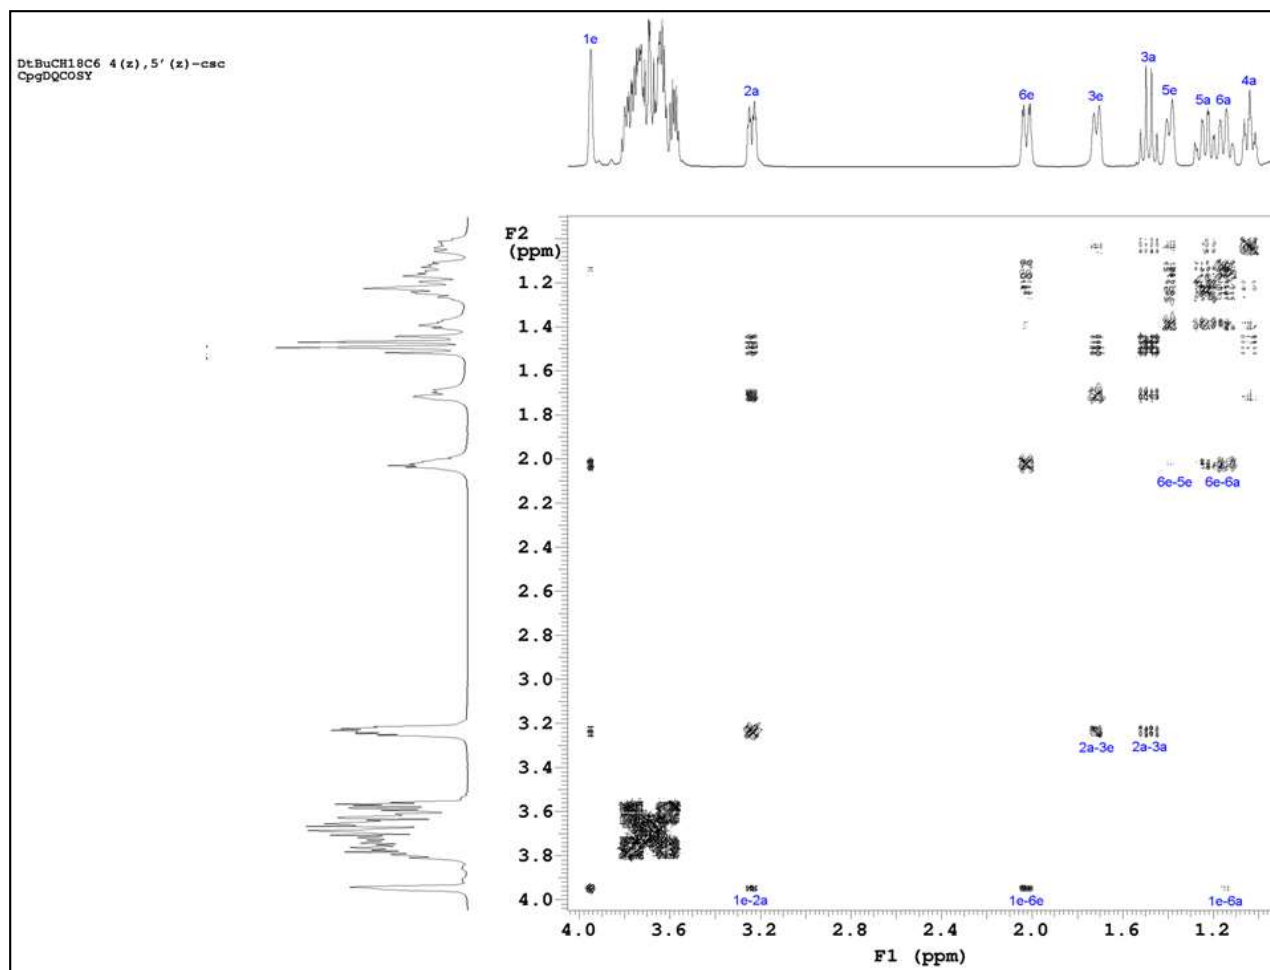 DtBuCH18C6 4(z),5'(z)-csc
CpgDQCOSY
1e
2a
6e
3e
3a
5e
5a
6a
4a
F2
(ppm)
1.2
1.4
1.6
1.8
2.0
6e-5e
6e-6a
2.2
2.4
2.6
2.8
3.0
3.2
2a-3e
2a-3a
3.4
3.6
3.8
4.0
1e-2a
1e-6e
1e-6a
4.0
3.6
3.2
2.8
2.4
2.0
1.6
1.2
F1 (ppm)